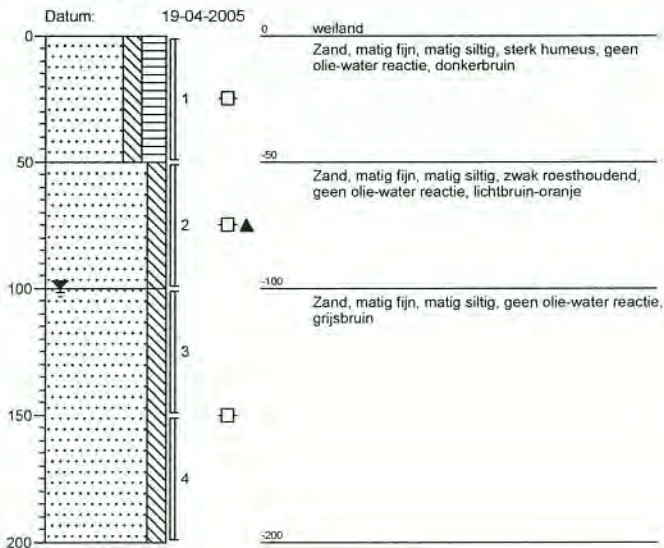 Datum: 19-04-2005
0
0
weiland
Zand, matig fijn, matig siltig, sterk humeus, geen
olie-water reactie, donkerbruin
1
50
-50
Zand, matig fijn, matig siltig, zwak roesthoudend,
geen olie-water reactie, lichtbruin-oranje
2
100
-100
Zand, matig fijn, matig siltig, geen olie-water reactie,
grijsbruin
3
150
4
200
-200